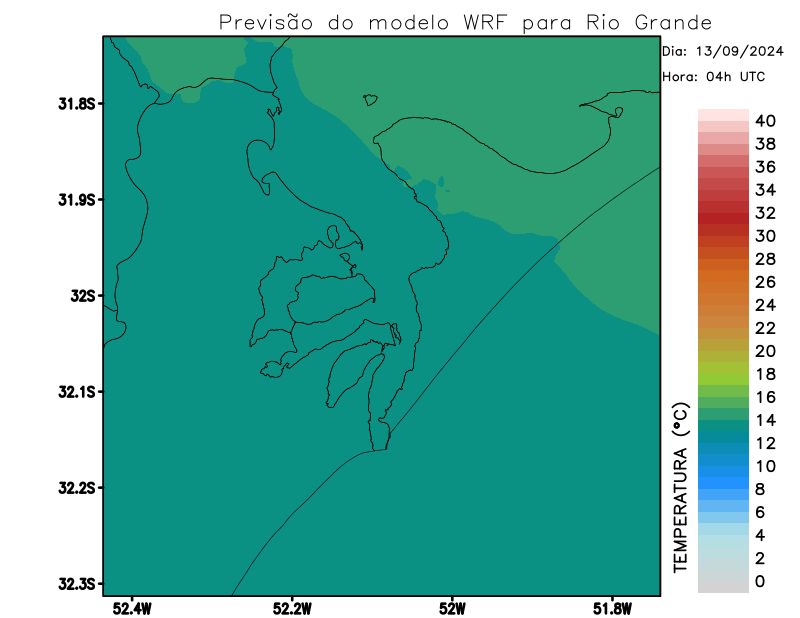 Previsão do modelo WRF para Rio Grande
Dia: 13/09/2024
Hora: 04h UTC
31.8S
31.9S
32S
32.1S
32.2S
32.3S
52.4W
52.2W
52W
51.8W
TEMPERATURA (ºC)
40
38
36
34
32
30
28
26
24
22
20
18
16
14
12
10
8
6
4
2
0